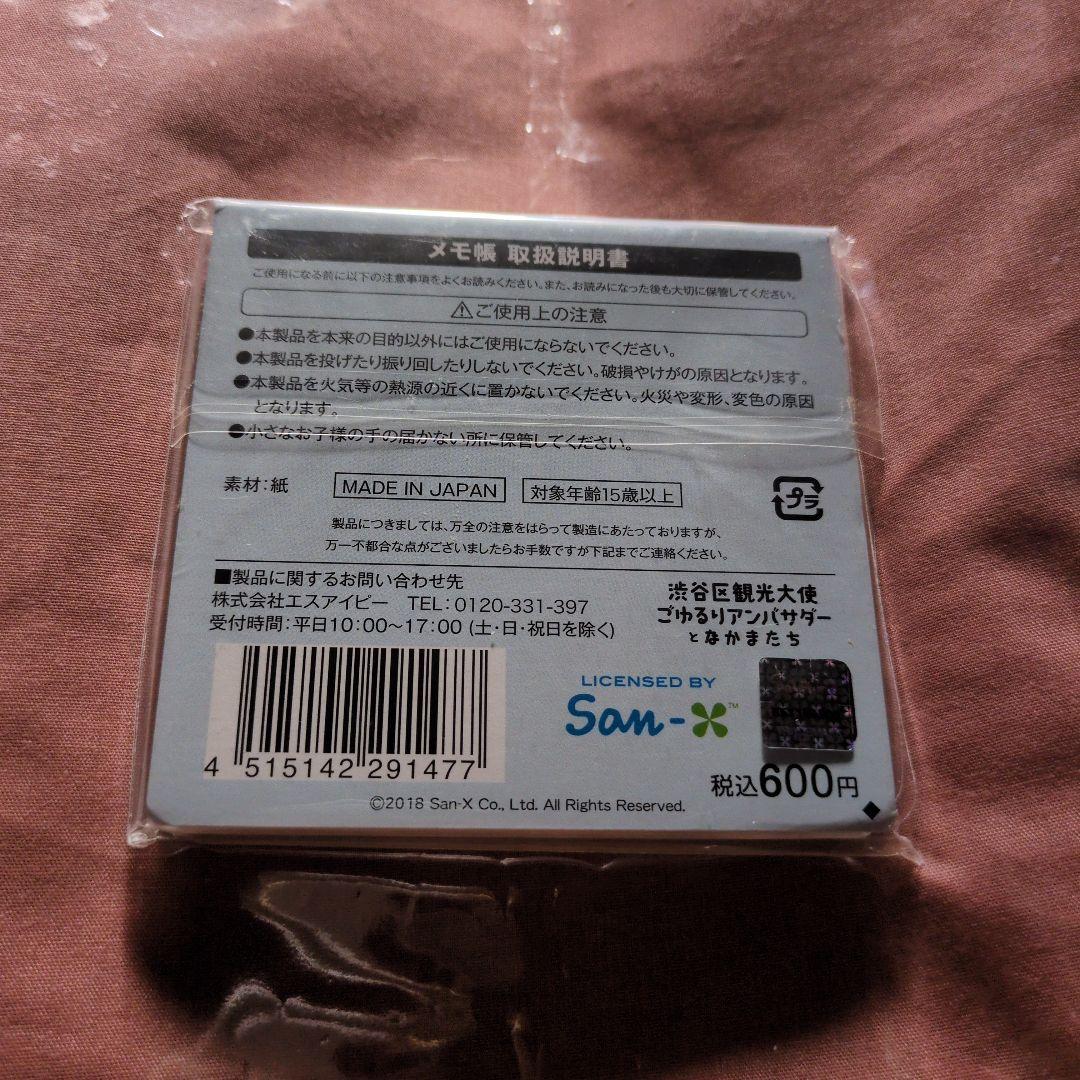 メモ帳 取扱説明書
ご使用になる前に以下の注意事項をよくお読みください。また、お読みになった後も大切に保管してください。
⚠ご使用上の注意
●本製品を本来の目的以外にはご使用にならないでください。
●本製品を投げたり振り回したりしないでください。破損やけがの原因となります。
●本製品を火気等の熱源の近くに置かないでください。火災や変形、変色の原因
となります。
●小さなお子様の手の届かない所に保管してください。
素材:紙 MADE IN JAPAN 対象年齢15歳以上 プラ
製品につきましては、万全の注意をはらって製造にあたっておりますが、
万一不都合な点がございましたらお手数ですが下記までご連絡ください。
■製品に関するお問い合わせ先
株式会社エスアイピー TEL:0120-331-397
受付時間:平日10:00〜17:00 (土・日・祝日を除く)
渋谷区観光大使
ごゆるりアンバサダー
となかまたち
LICENSED BY
San-X™
4 515142 291477
税込600円
©2018 San-X Co., Ltd. All Rights Reserved.